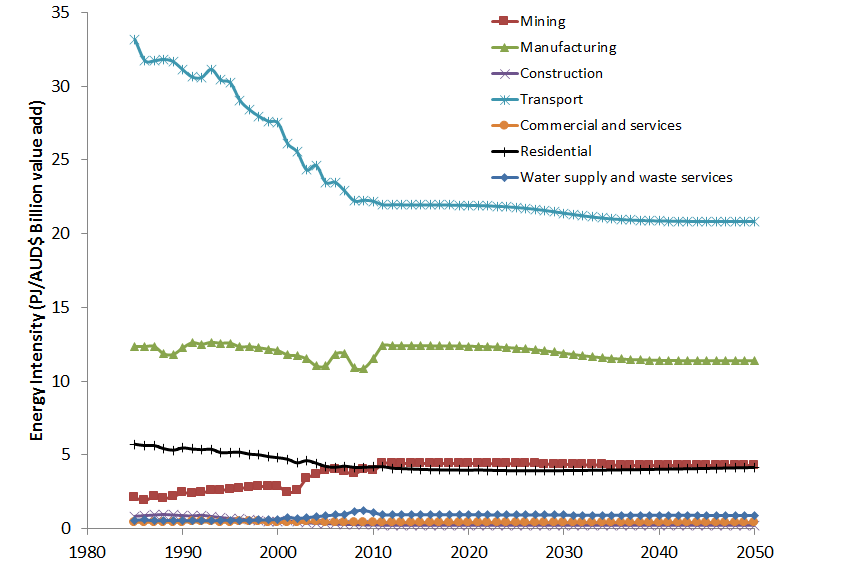 35
30
25
20
15
10
5
0
Energy Intensity (PJ/AUD$ Billion value add)
Mining
Manufacturing
Construction
Transport
Commercial and services
Residential
Water supply and waste services
1980 1990 2000 2010 2020 2030 2040 2050